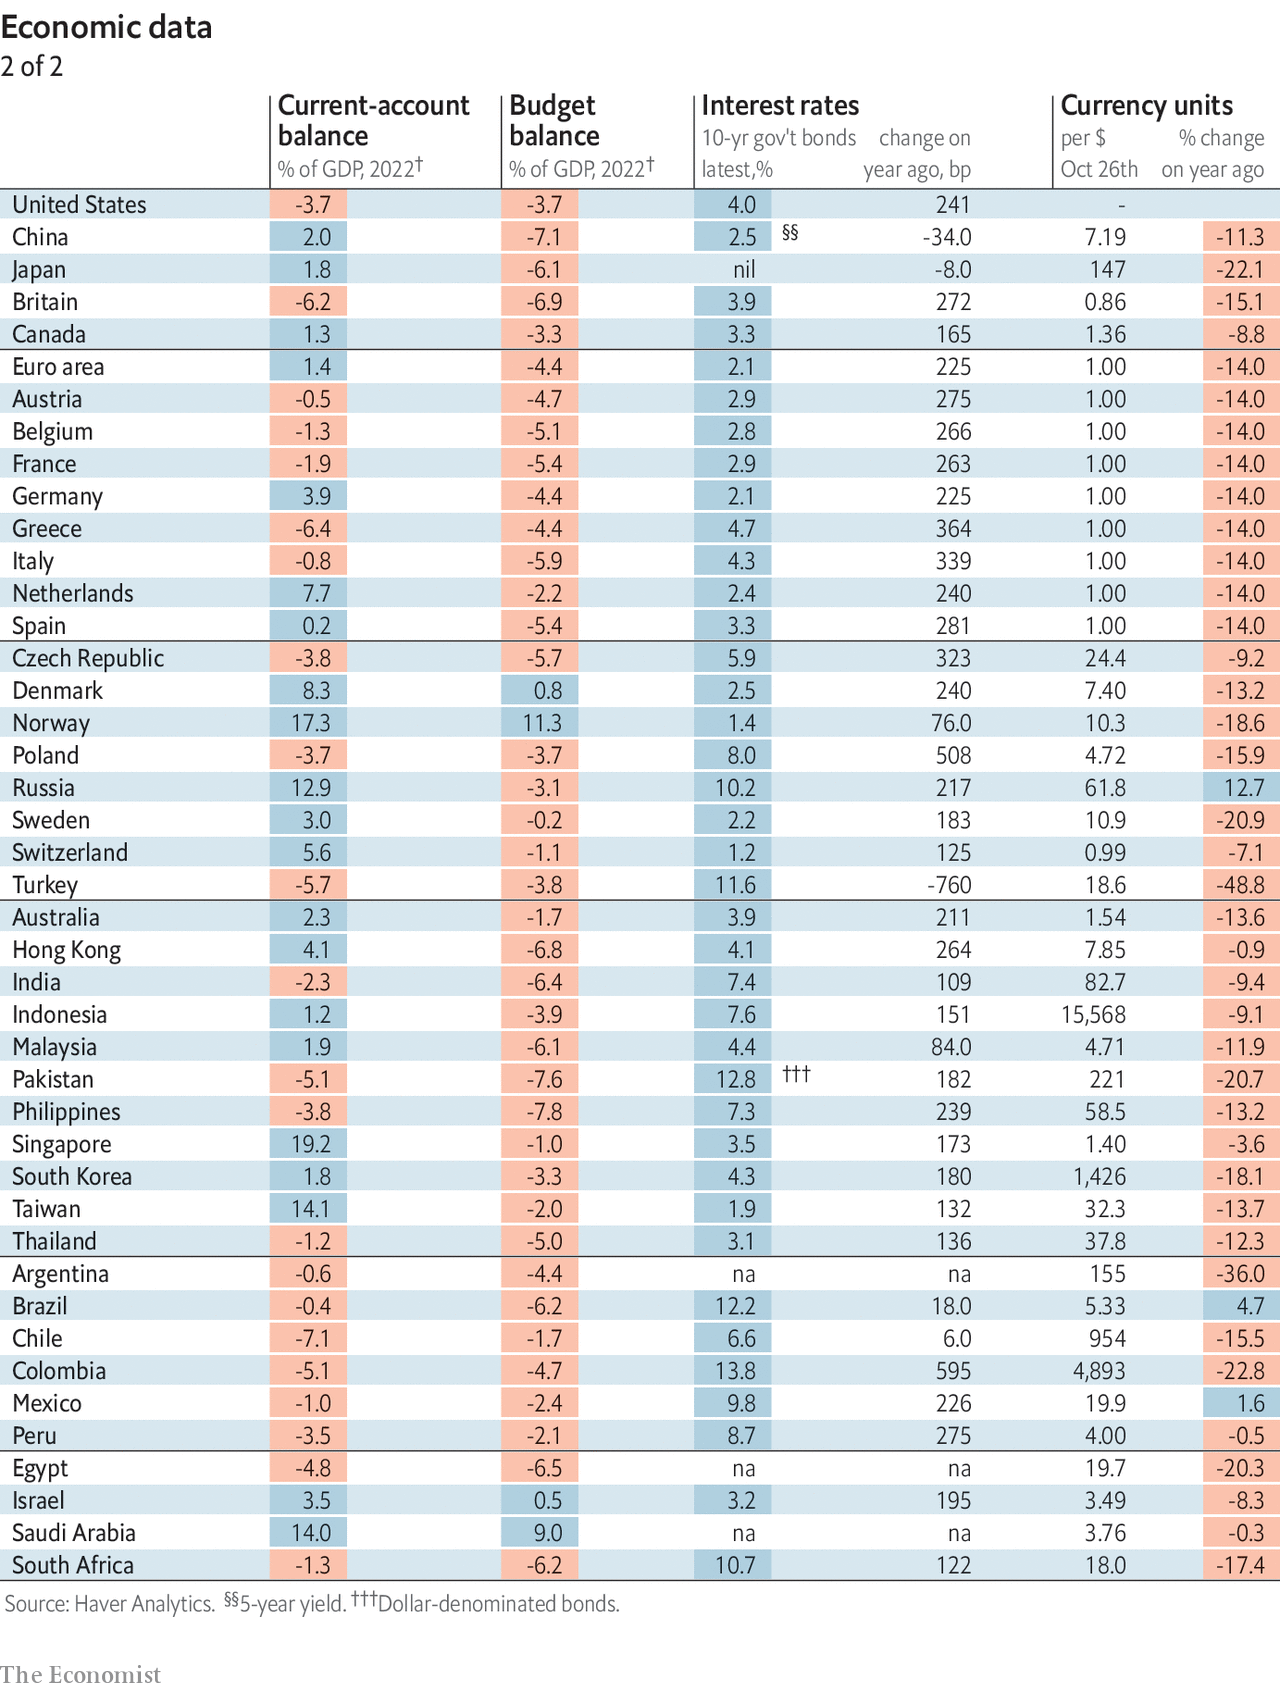 Economic data
2 of 2
Current-account balance % of GDP, 2022† Budget balance % of GDP, 2022† Interest rates 10-yr gov't bonds latest,% change on year ago, bp Currency units per $ Oct 26th % change on year ago
United States -3.7 -3.7 4.0 241 -
China 2.0 -7.1 2.5 §§ -34.0 7.19 -11.3
Japan 1.8 -6.1 nil -8.0 147 -22.1
Britain -6.2 -6.9 3.9 272 0.86 -15.1
Canada 1.3 -3.3 3.3 165 1.36 -8.8
Euro area 1.4 -4.4 2.1 225 1.00 -14.0
Austria -0.5 -4.7 2.9 275 1.00 -14.0
Belgium -1.3 -5.1 2.8 266 1.00 -14.0
France -1.9 -5.4 2.9 263 1.00 -14.0
Germany 3.9 -4.4 2.1 225 1.00 -14.0
Greece -6.4 -4.4 4.7 364 1.00 -14.0
Italy -0.8 -5.9 4.3 339 1.00 -14.0
Netherlands 7.7 -2.2 2.4 240 1.00 -14.0
Spain 0.2 -5.4 3.3 281 1.00 -14.0
Czech Republic -3.8 -5.7 5.9 323 24.4 -9.2
Denmark 8.3 0.8 2.5 240 7.40 -13.2
Norway 17.3 11.3 1.4 76.0 10.3 -18.6
Poland -3.7 -3.7 8.0 508 4.72 -15.9
Russia 12.9 -3.1 10.2 217 61.8 12.7
Sweden 3.0 -0.2 2.2 183 10.9 -20.9
Switzerland 5.6 -1.1 1.2 125 0.99 -7.1
Turkey -5.7 -3.8 11.6 -760 18.6 -48.8
Australia 2.3 -1.7 3.9 211 1.54 -13.6
Hong Kong 4.1 -6.8 4.1 264 7.85 -0.9
India -2.3 -6.4 7.4 109 82.7 -9.4
Indonesia 1.2 -3.9 7.6 151 15,568 -9.1
Malaysia 1.9 -6.1 4.4 84.0 4.71 -11.9
Pakistan -5.1 -7.6 12.8 ††† 182 221 -20.7
Philippines -3.8 -7.8 7.3 239 58.5 -13.2
Singapore 19.2 -1.0 3.5 173 1.40 -3.6
South Korea 1.8 -3.3 4.3 180 1,426 -18.1
Taiwan 14.1 -2.0 1.9 132 32.3 -13.7
Thailand -1.2 -5.0 3.1 136 37.8 -12.3
Argentina -0.6 -4.4 na na 155 -36.0
Brazil -0.4 -6.2 12.2 18.0 5.33 4.7
Chile -7.1 -1.7 6.6 6.0 954 -15.5
Colombia -5.1 -4.7 13.8 595 4,893 -22.8
Mexico -1.0 -2.4 9.8 226 19.9 1.6
Peru -3.5 -2.1 8.7 275 4.00 -0.5
Egypt -4.8 -6.5 na na 19.7 -20.3
Israel 3.5 0.5 3.2 195 3.49 -8.3
Saudi Arabia 14.0 9.0 na na 3.76 -0.3
South Africa -1.3 -6.2 10.7 122 18.0 -17.4
Source: Haver Analytics. §§5-year yield. †††Dollar-denominated bonds.
The Economist